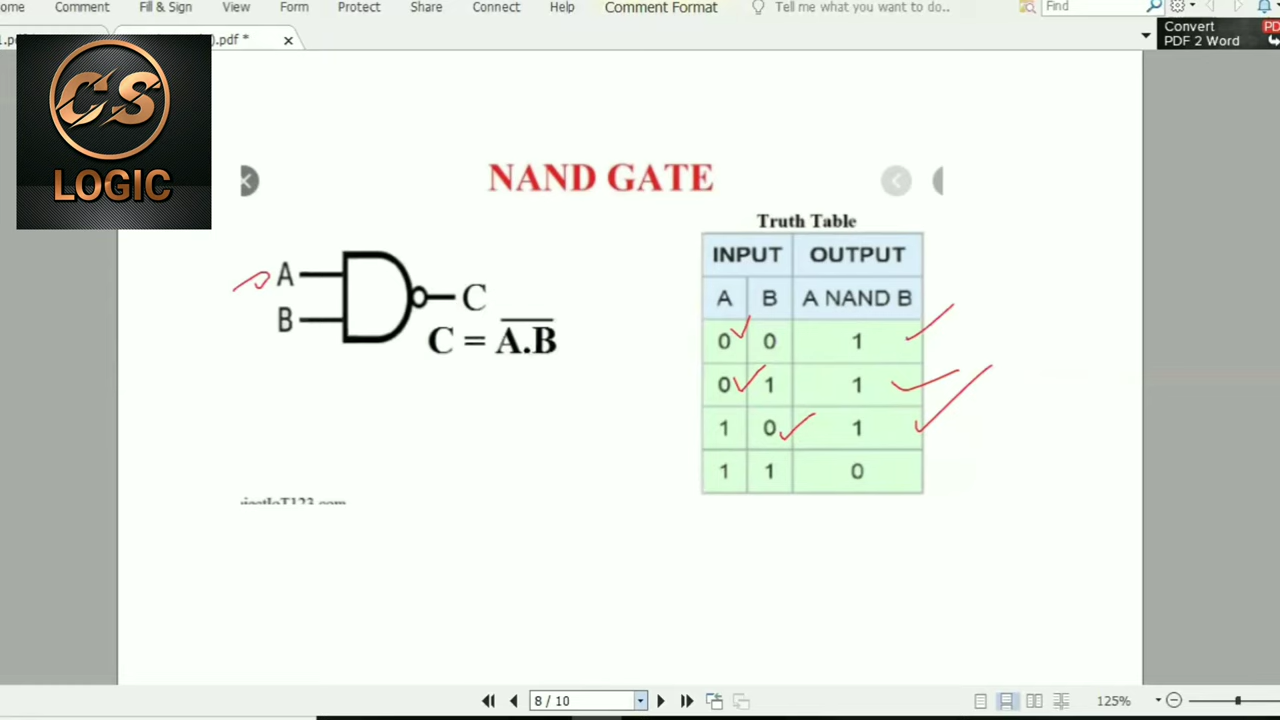 ome Comment Fill & Sign View Form Protect Share Connect Help Comment Format Tell me what you want to do.. Find
).pdf *
Convert
PDF 2 Word
CS
LOGIC
NAND GATE
A
B
C
C = A̅.̅B̅
Truth Table
INPUT OUTPUT
A B A NAND B
0 0 1
0 1 1
1 0 1
1 1 0
8 / 10
125%